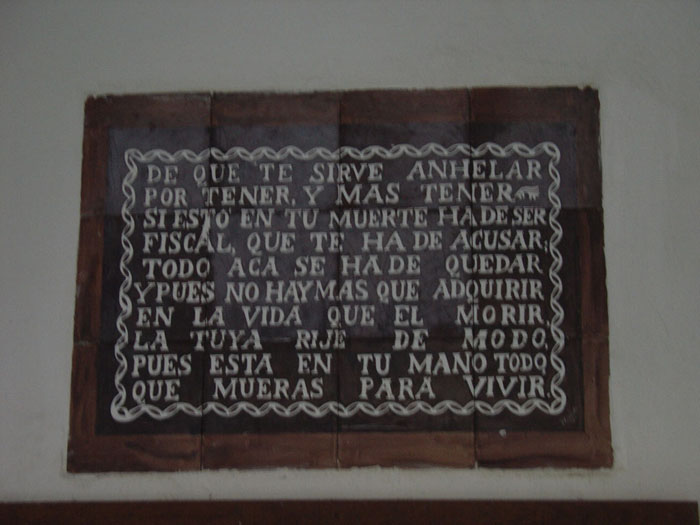 DE QUE TE SIRVE ANHELAR
POR TENER, Y MAS TENER
SI ESTO EN TU MUERTE HA DE SER
FISCAL, QUE TE HA DE ACUSAR;
TODO ACA SE HA DE QUEDAR
Y PUES NO HAY MAS QUE ADQUIRIR
EN LA VIDA QUE EL MORIR.
LA TUYA RIJE DE MODO,
PUES ESTA EN TU MANO TODO
QUE MUERAS PARA VIVIR.